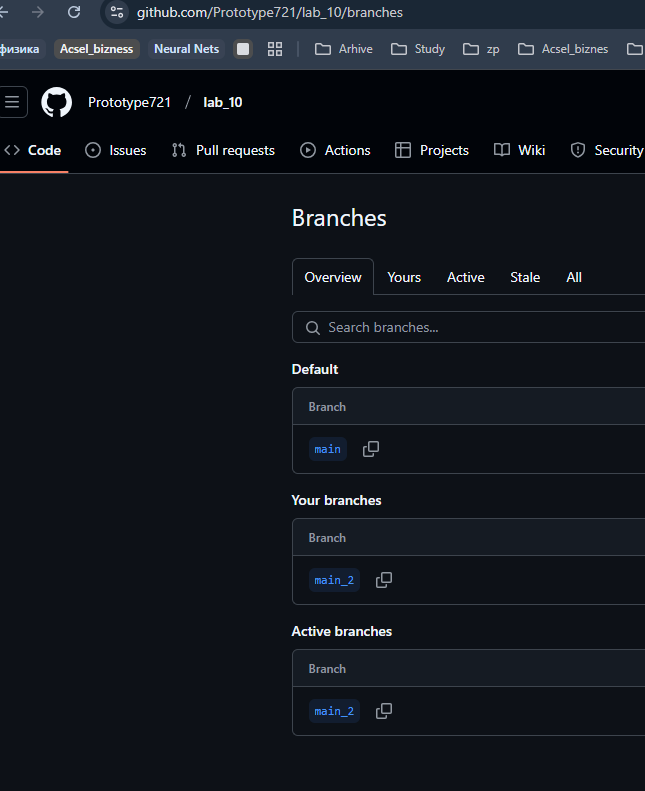 github.com/Prototype721/lab_10/branches
физика Acsel_bizness Neural Nets Arhive Study zp Acsel_biznes
Prototype721 / lab_10
Code Issues Pull requests Actions Projects Wiki Security
Branches
Overview Yours Active Stale All
Search branches...
Default
Branch
main
Your branches
Branch
main_2
Active branches
Branch
main_2